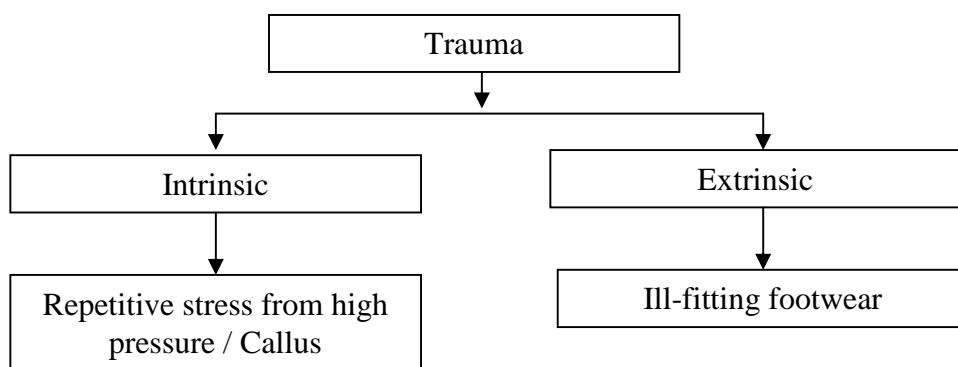 Trauma
Intrinsic
Extrinsic
Repetitive stress from high
pressure / Callus
Ill-fitting footwear